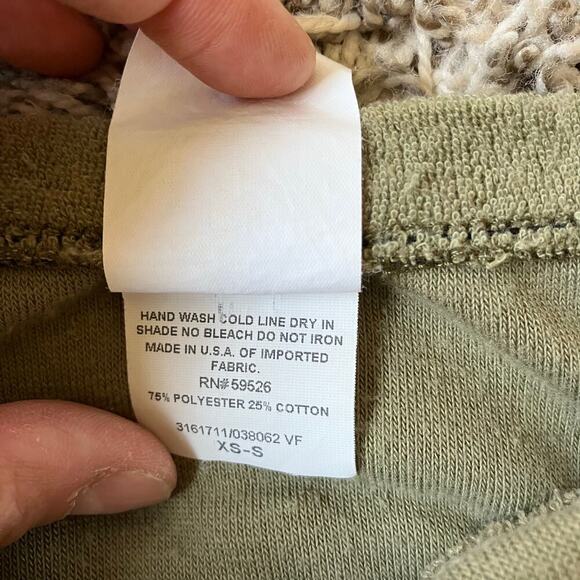 HAND WASH COLD LINE DRY IN
SHADE NO BLEACH DO NOT IRON
MADE IN U.S.A. OF IMPORTED
FABRIC.
RN#59526
75% POLYESTER 25% COTTON
3161711/038062 VF
XS-S